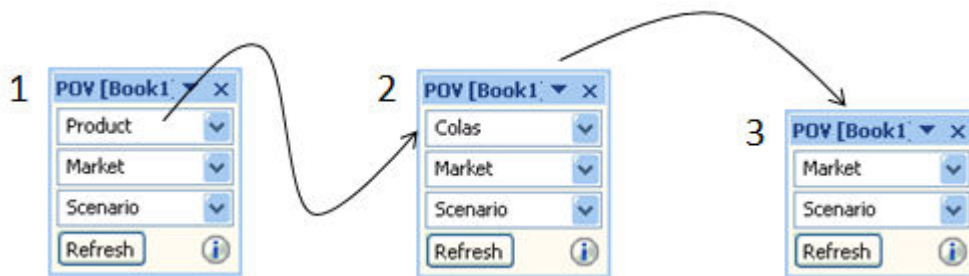 1
POV [Book1]
Product
Market
Scenario
Refresh
2
POV [Book1]
Colas
Market
Scenario
Refresh
3
POV [Book1]
Market
Scenario
Refresh